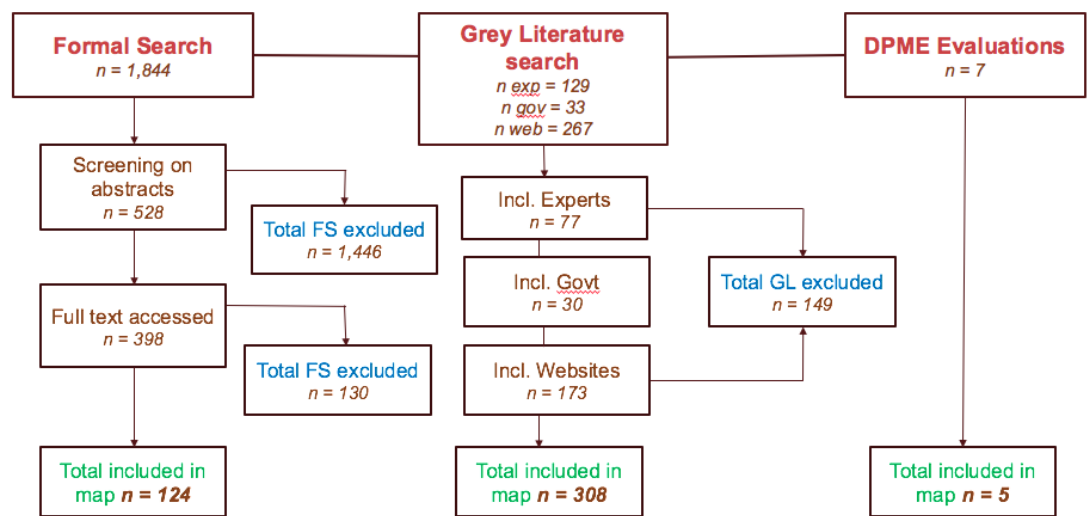 Formal Search
n = 1,844
Grey Literature
search
n exp = 129
n gov = 33
n web = 267
DPME Evaluations
n = 7
Screening on
abstracts
n = 528
Total FS excluded
n = 1,446
Full text accessed
n = 398
Total FS excluded
n = 130
Incl. Experts
n = 77
Incl. Govt
n = 30
Incl. Websites
n = 173
Total GL excluded
n = 149
Total included in
map n = 124
Total included in
map n = 308
Total included in
map n = 5